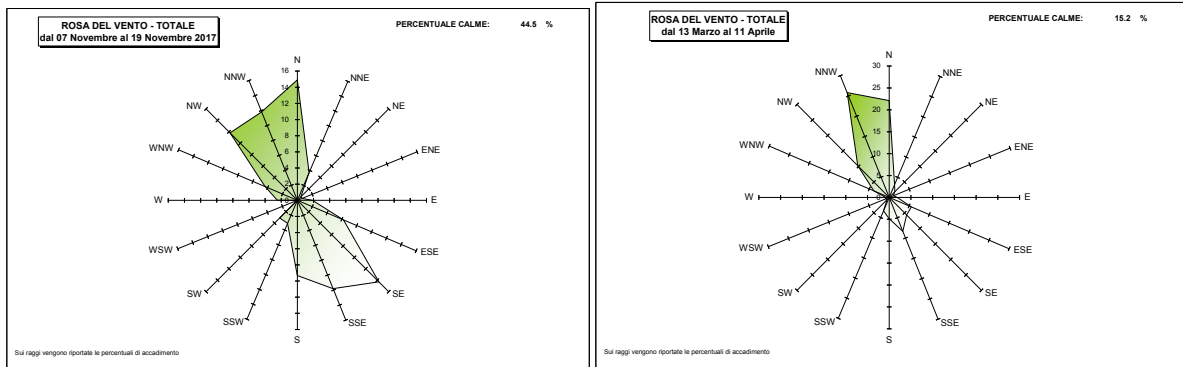 ROSA DEL VENTO - TOTALE
dal 07 Novembre al 19 Novembre 2017
PERCENTUALE CALME: 44.5 %
N
NNE
NE
ENE
E
ESE
SE
SSE
S
SSW
SW
WSW
W
WNW
NW
NNW
16
14
12
10
8
6
4
2
0
Sui raggi vengono riportate le percentuali di accadimento
ROSA DEL VENTO - TOTALE
dal 13 Marzo al 11 Aprile
PERCENTUALE CALME: 15.2 %
N
NNE
NE
ENE
E
ESE
SE
SSE
S
SSW
SW
WSW
W
WNW
NW
NNW
30
25
20
15
10
5
0
Sui raggi vengono riportate le percentuali di accadimento